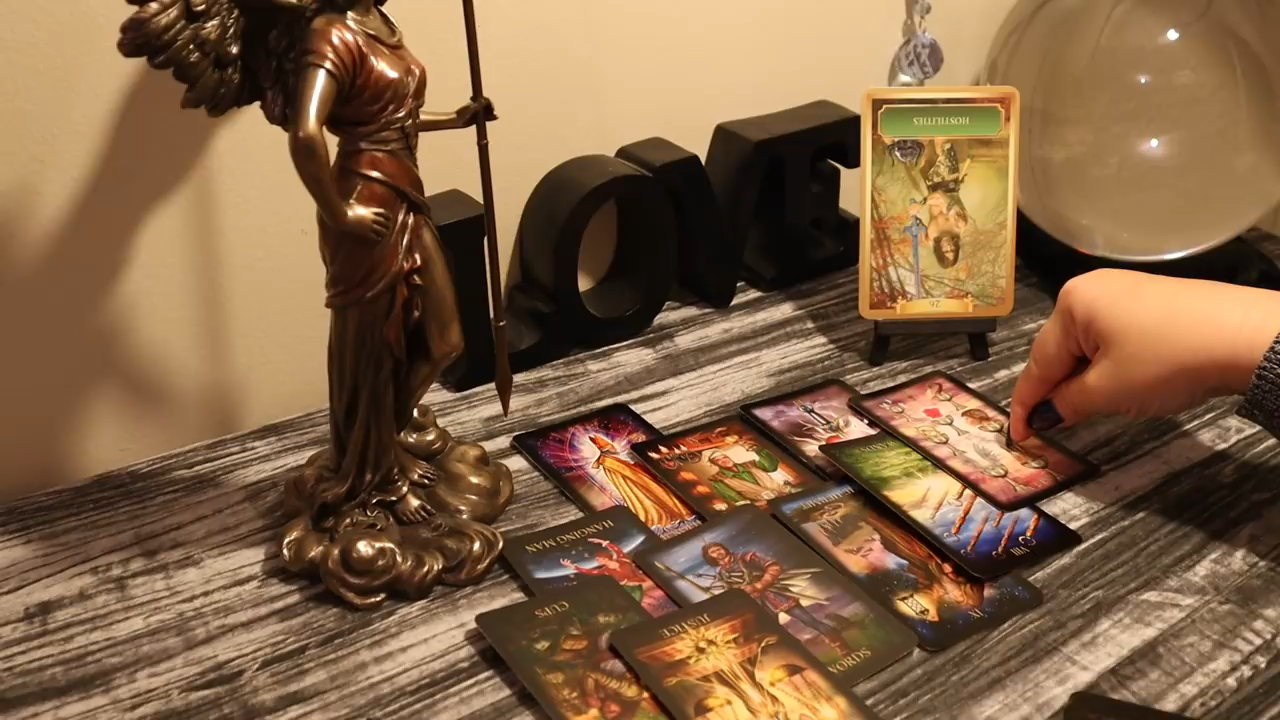 LOVE
HOSTILITIES
26
HANGING MAN
VIII
IX
CUPS
JUSTICE
SWORDS